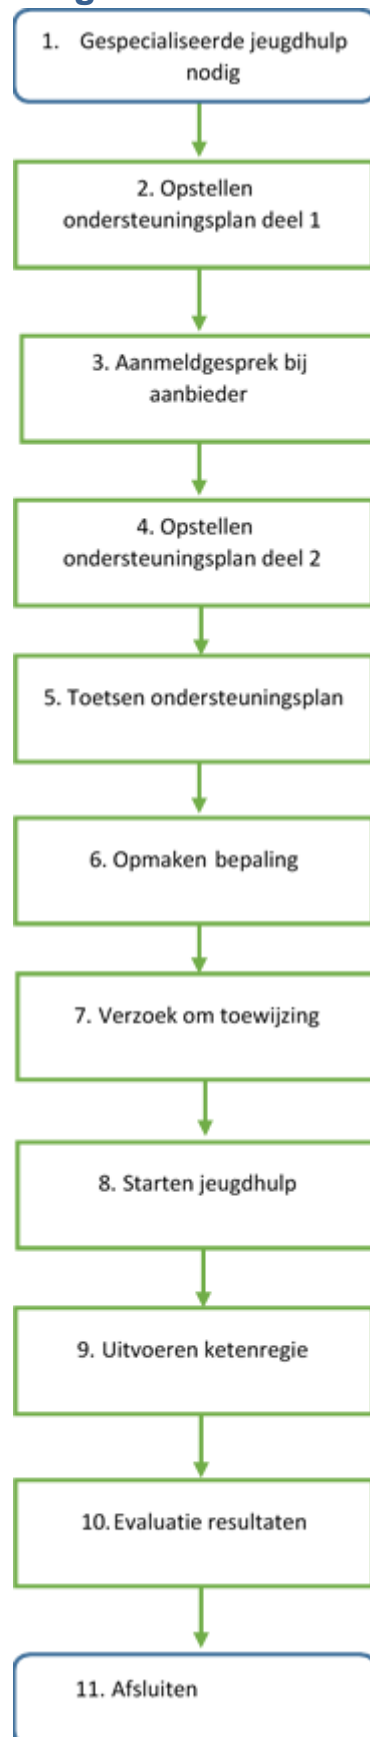 1. Gespecialiseerde jeugdhulp
nodig
2. Opstellen
ondersteuningsplan deel 1
3. Aanmeldgesprek bij
aanbieder
4. Opstellen
ondersteuningsplan deel 2
5. Toetsen ondersteuningsplan
6. Opmaken bepaling
7. Verzoek om toewijzing
8. Starten jeugdhulp
9. Uitvoeren ketenregie
10. Evaluatie resultaten
11. Afsluiten